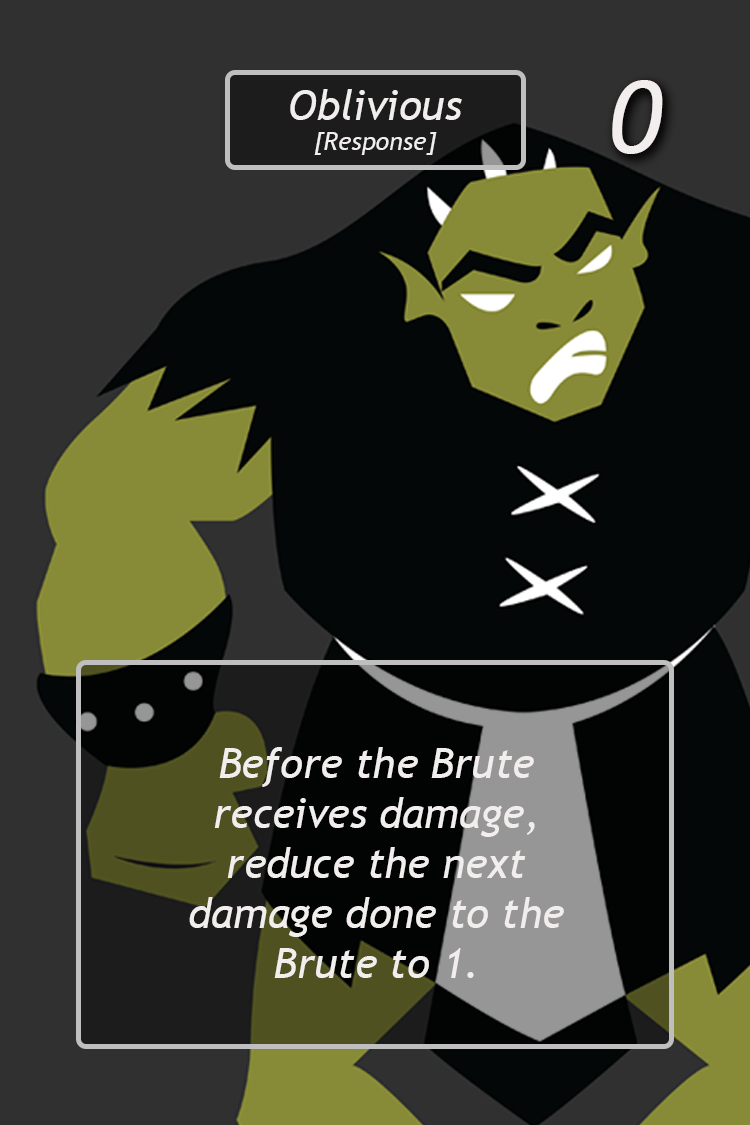 Oblivious
[Response]
0
Before the Brute
receives damage,
reduce the next
damage done to the
Brute to 1.